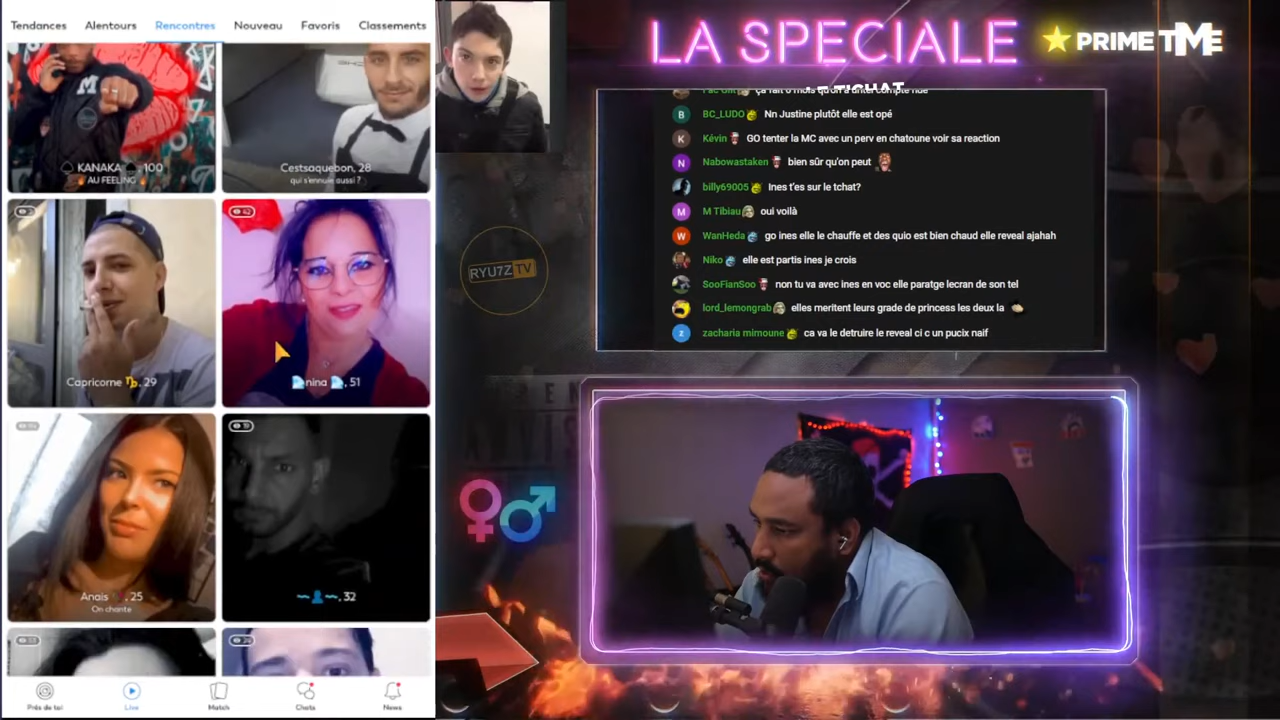 Tendances
Alentours
Rencontres
Nouveau
Favoris
Classements
KANAKA , 100
AU FEELING
Cestsaquebon, 28
qui s'ennuie aussi ?
Capricorne ♑, 29
62
nina , 51
Anais , 25
On chante
, 32
Près de toi
Live
Match
Chats
News
LA SPECIALE
PRIME TIME
BC_LUDO Nn Justine plutôt elle est opé
Kévin GO tenter la MC avec un perv en chatoune voir sa reaction
Nabowastaken bien sûr qu'on peut
billy69005 Ines t'es sur le tchat?
M Tibiau oui voilà
WanHeda go ines elle le chauffe et des quio est bien chaud elle reveal ajahah
Niko elle est partis ines je crois
SooFianSoo non tu va avec ines en voc elle paratge lecran de son tel
lord_lemongrab elles meritent leurs grade de princess les deux la
zacharia mimoune ca va le detruire le reveal ci c un pucix naif
RYU7Z TV